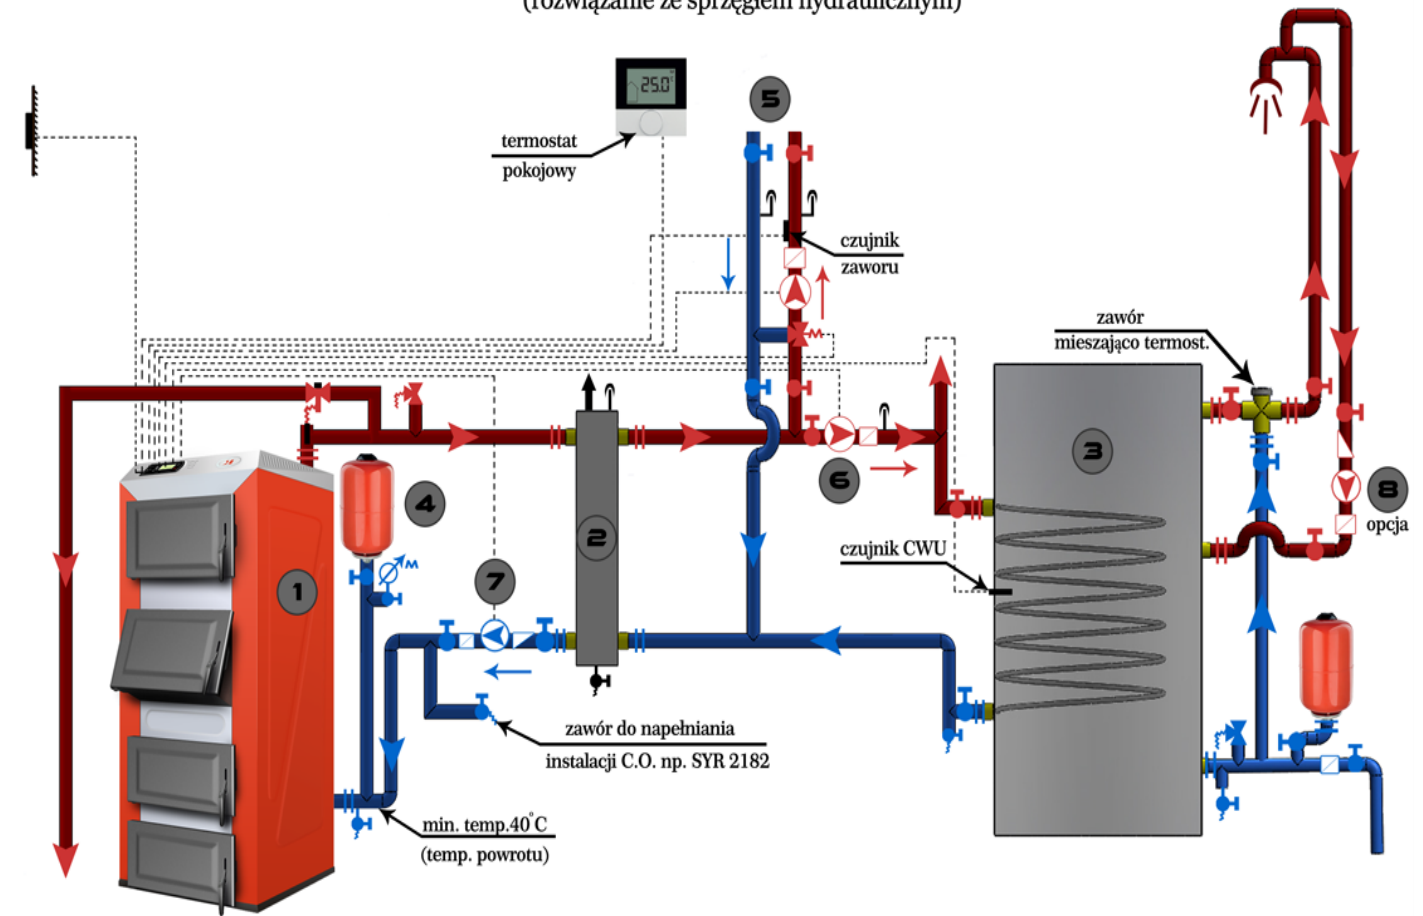 (rozwiązanie ze sprzęgłem hydraulicznym)
25.0°
termostat
pokojowy
5
czujnik
zaworu
M
zawór
mieszająco termost.
3
4
6
8
opcja
2
czujnik CWU
M
7
1
zawór do napełniania
instalacji C.O. np. SYR 2182
min. temp.40°C
(temp. powrotu)